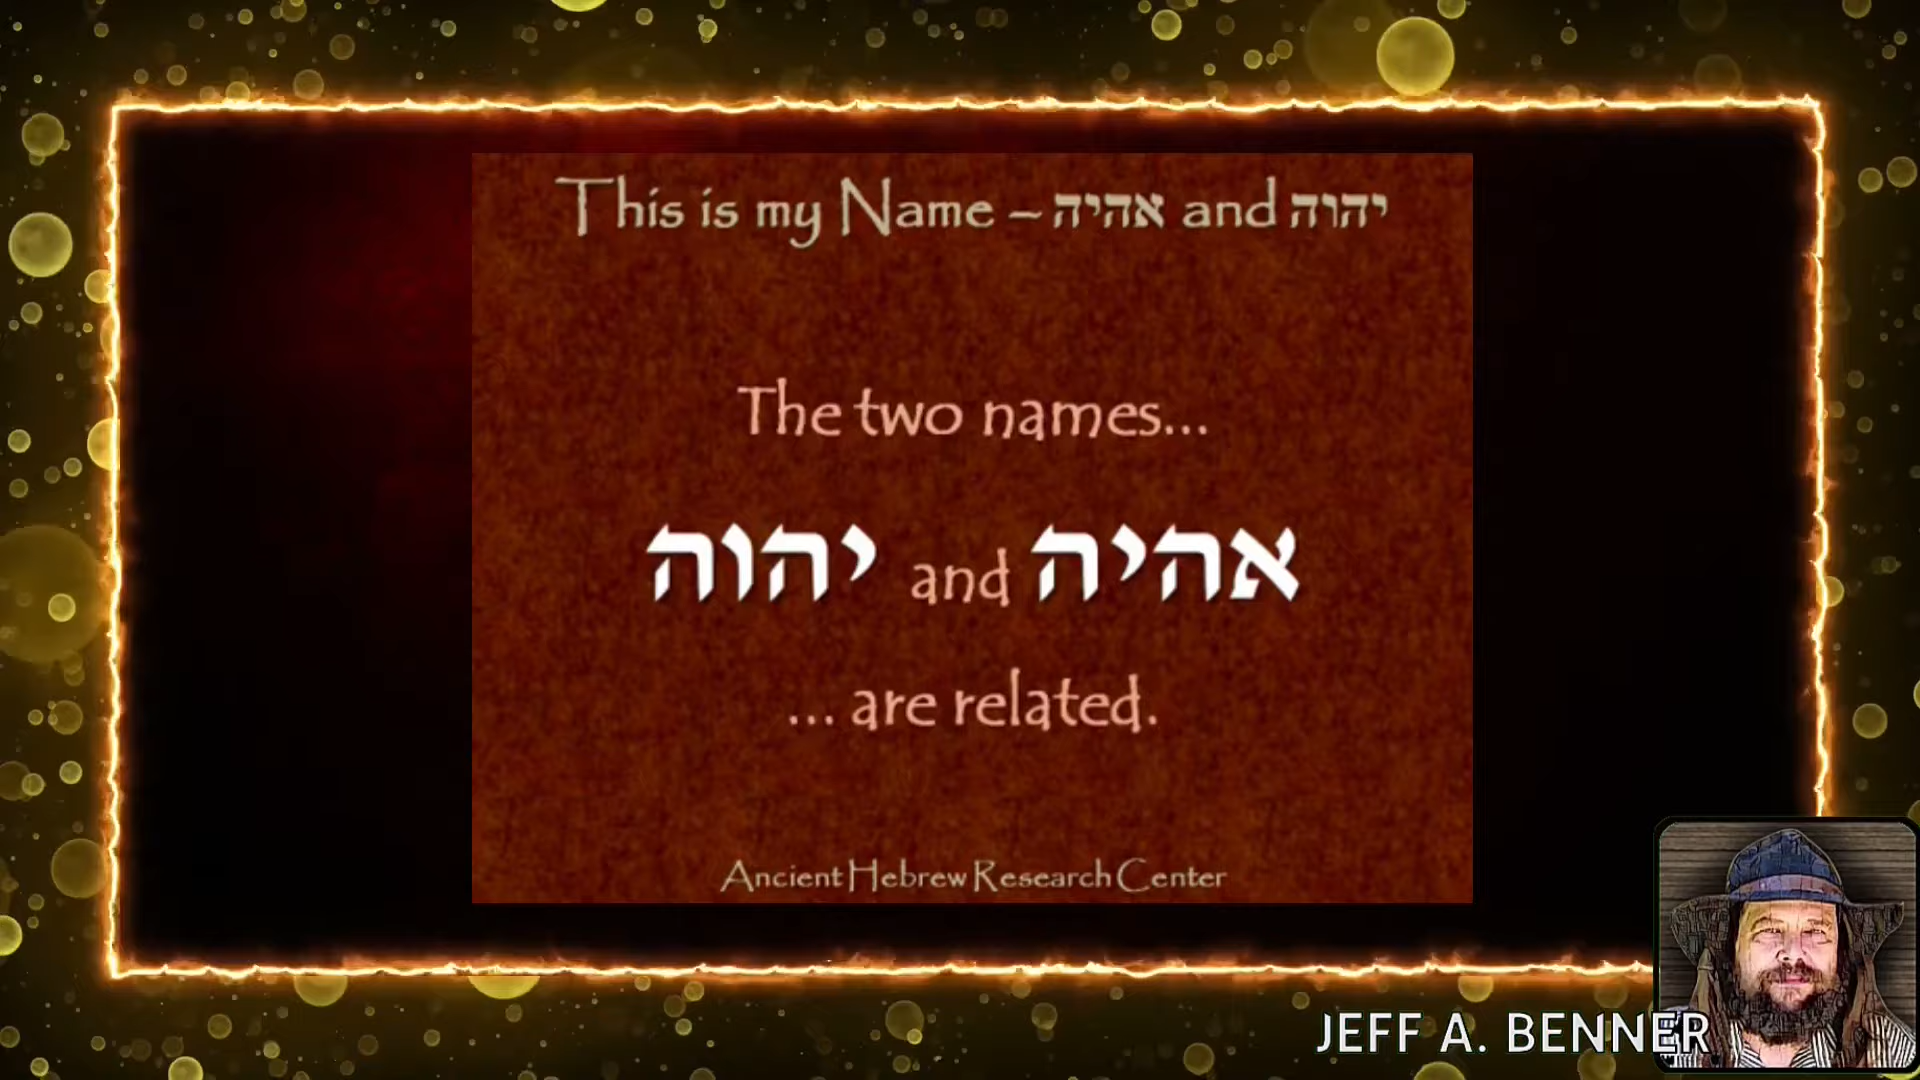 This is my Name – אהיה and יהוה
The two names...
יהוה and אהיה
... are related.
Ancient Hebrew Research Center
JEFF A. BENNER